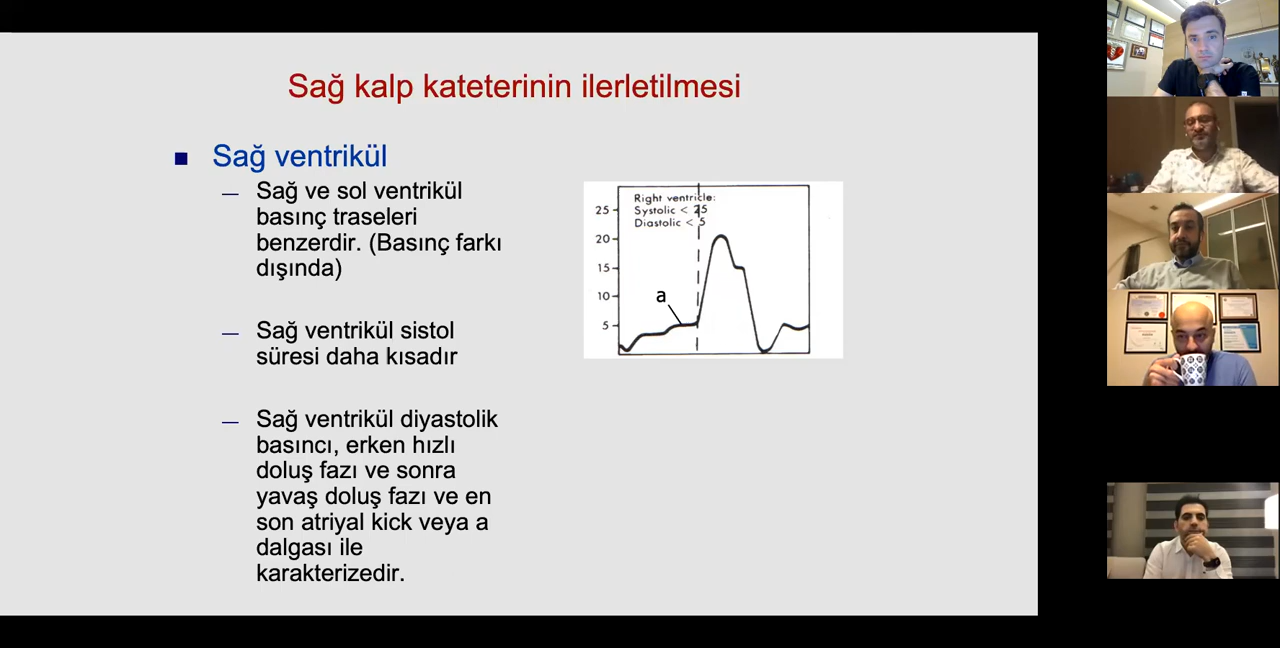 Sağ kalp kateterinin ilerletilmesi
Sağ ventrikül
— Sağ ve sol ventrikül
basınç traseleri
benzerdir. (Basınç farkı
dışında)
— Sağ ventrikül sistol
süresi daha kısadır
— Sağ ventrikül diyastolik
basıncı, erken hızlı
doluş fazı ve sonra
yavaş doluş fazı ve en
son atriyal kick veya a
dalgası ile
karakterizedir.
Right ventricle:
Systolic < 25
Diastolic < 5
25
20
15
10
5
a